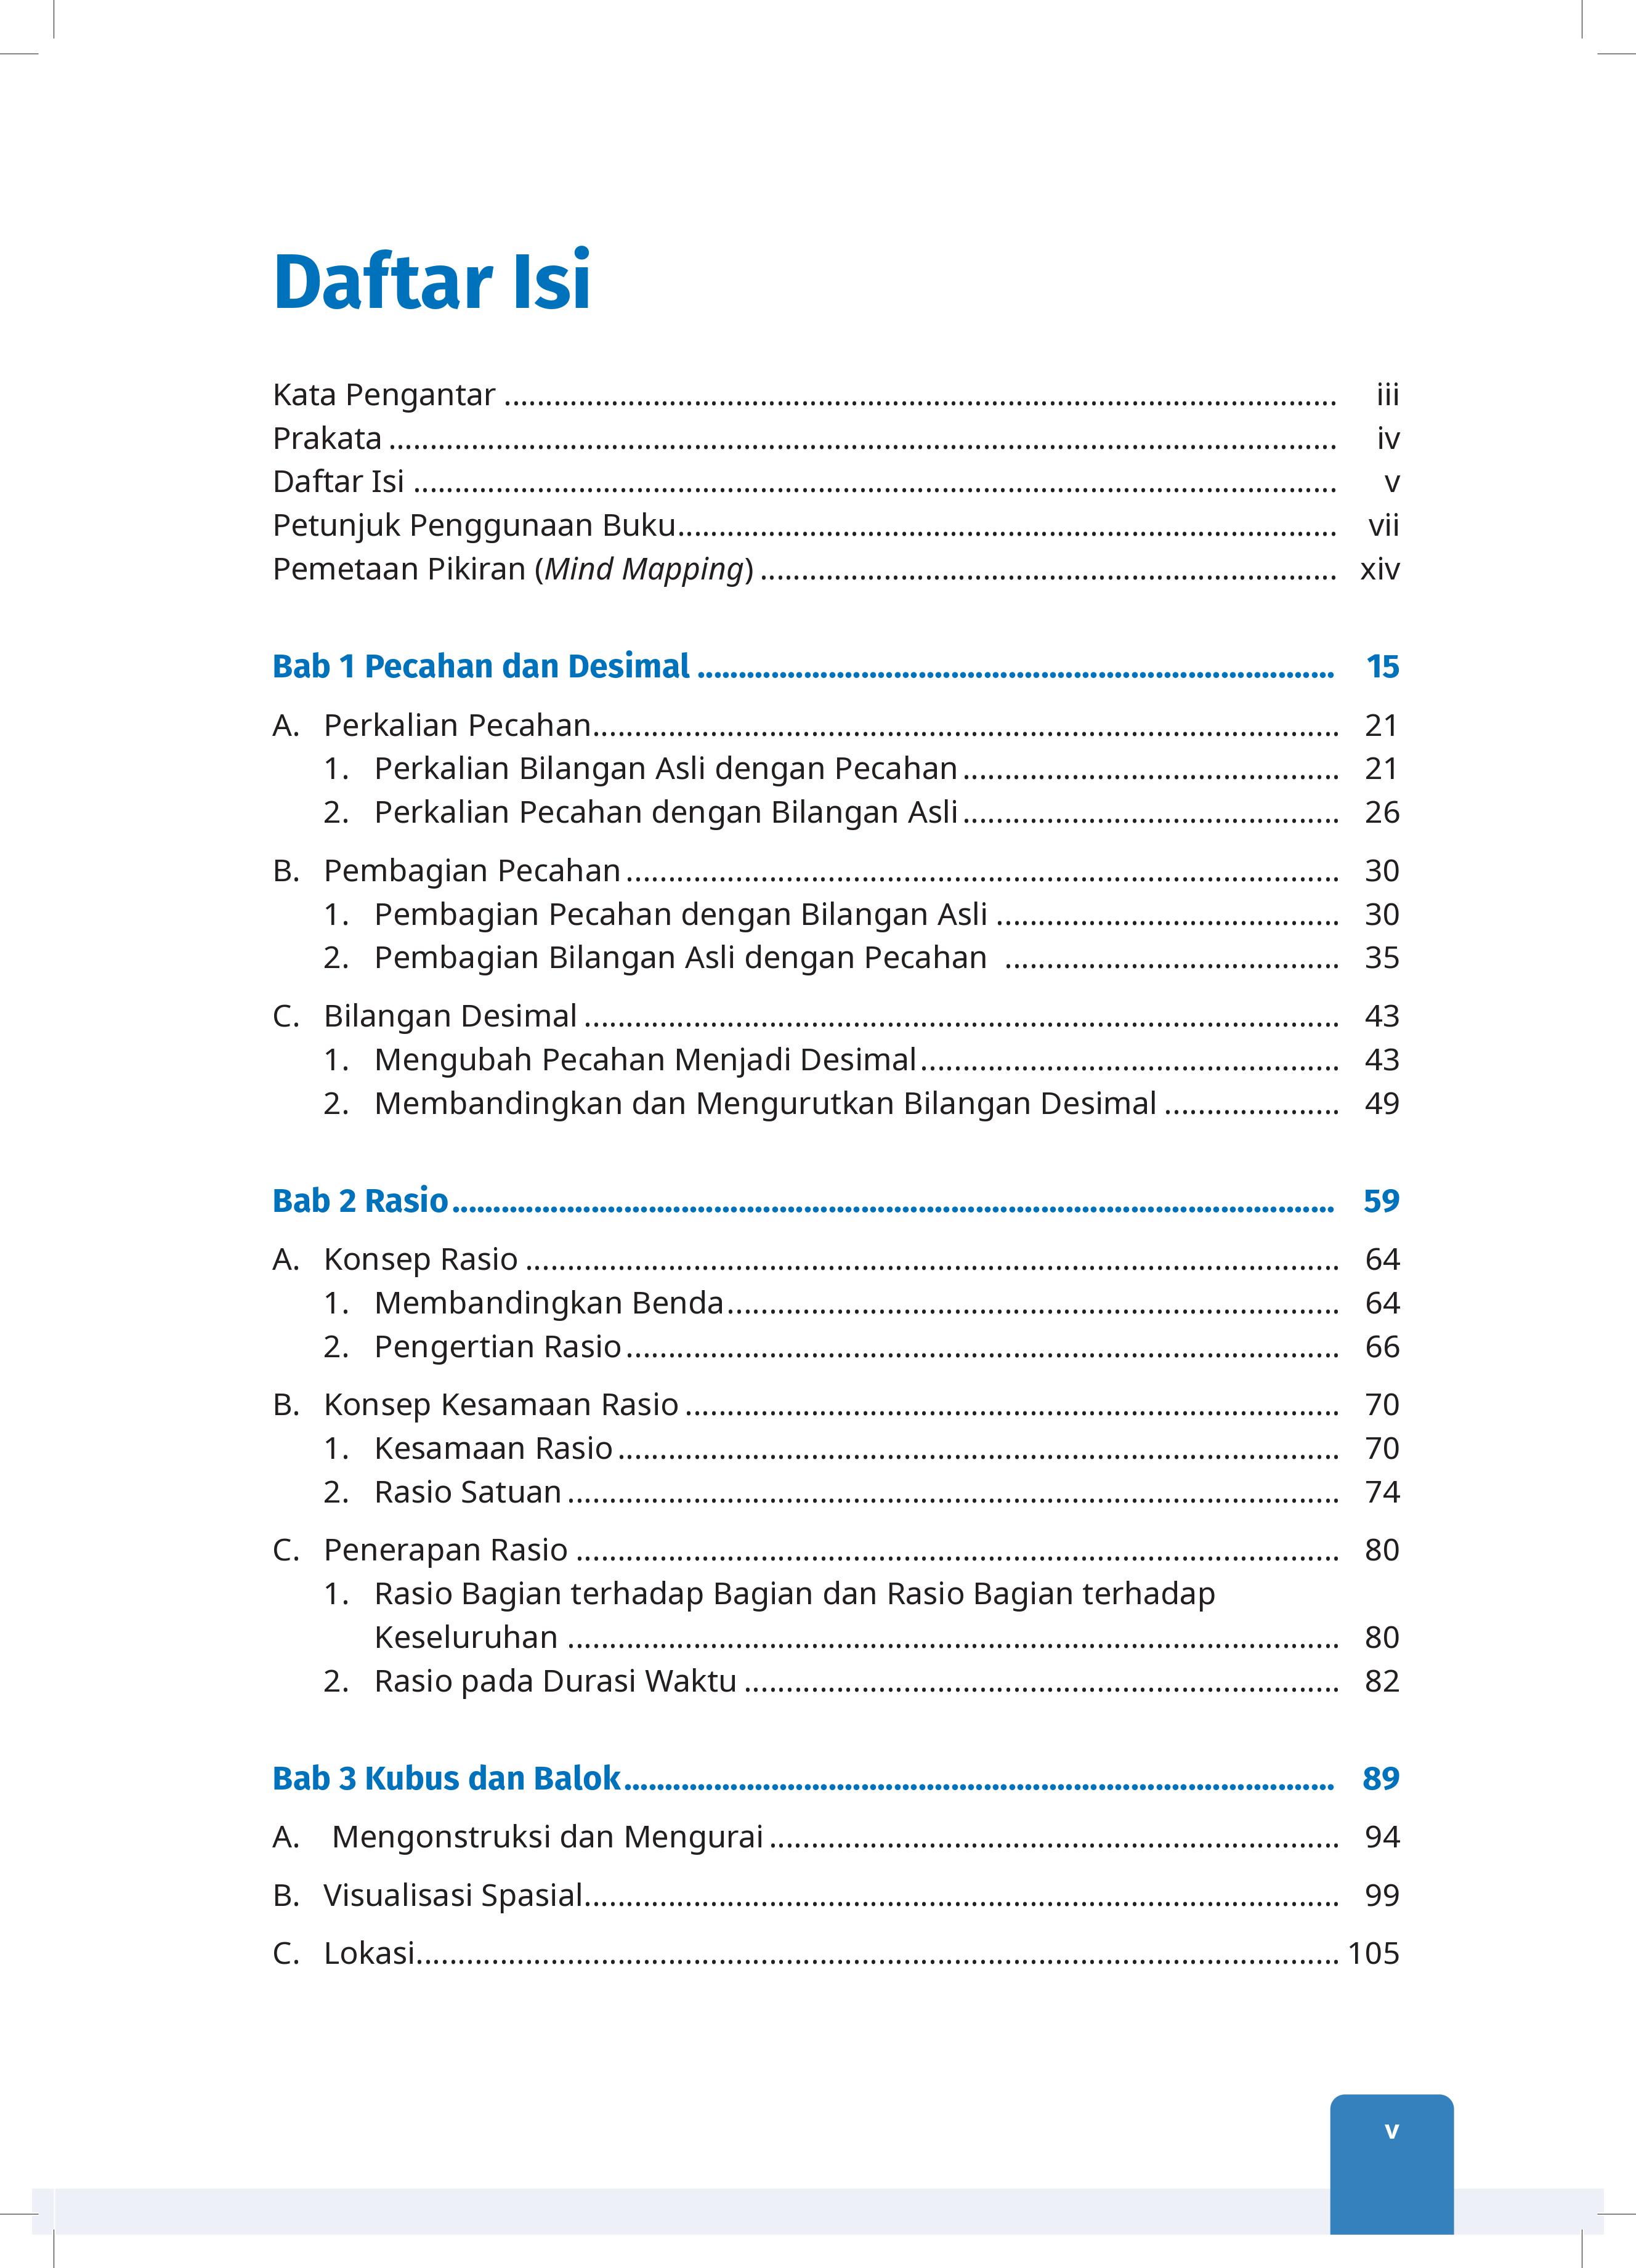 Daftar Isi
Kata Pengantar ........................................ iii
Prakata ........................................ iv
Daftar Isi ........................................ v
Petunjuk Penggunaan Buku........................................ vii
Pemetaan Pikiran (Mind Mapping) ........................................ xiv
Bab 1 Pecahan dan Desimal ........................................ 15
A. Perkalian Pecahan........................................ 21
1. Perkalian Bilangan Asli dengan Pecahan ........................................ 21
2. Perkalian Pecahan dengan Bilangan Asli ........................................ 26
B. Pembagian Pecahan ........................................ 30
1. Pembagian Pecahan dengan Bilangan Asli ........................................ 30
2. Pembagian Bilangan Asli dengan Pecahan ........................................ 35
C. Bilangan Desimal ........................................ 43
1. Mengubah Pecahan Menjadi Desimal ........................................ 43
2. Membandingkan dan Mengurutkan Bilangan Desimal ..................... 49
Bab 2 Rasio ........................................ 59
A. Konsep Rasio ........................................ 64
1. Membandingkan Benda ........................................ 64
2. Pengertian Rasio ........................................ 66
B. Konsep Kesamaan Rasio ........................................ 70
1. Kesamaan Rasio ........................................ 70
2. Rasio Satuan ........................................ 74
C. Penerapan Rasio ........................................ 80
1. Rasio Bagian terhadap Bagian dan Rasio Bagian terhadap
Keseluruhan ........................................ 80
2. Rasio pada Durasi Waktu ........................................ 82
Bab 3 Kubus dan Balok ........................................ 89
A. Mengonstruksi dan Mengurai ........................................ 94
B. Visualisasi Spasial........................................ 99
C. Lokasi........................................ 105
v